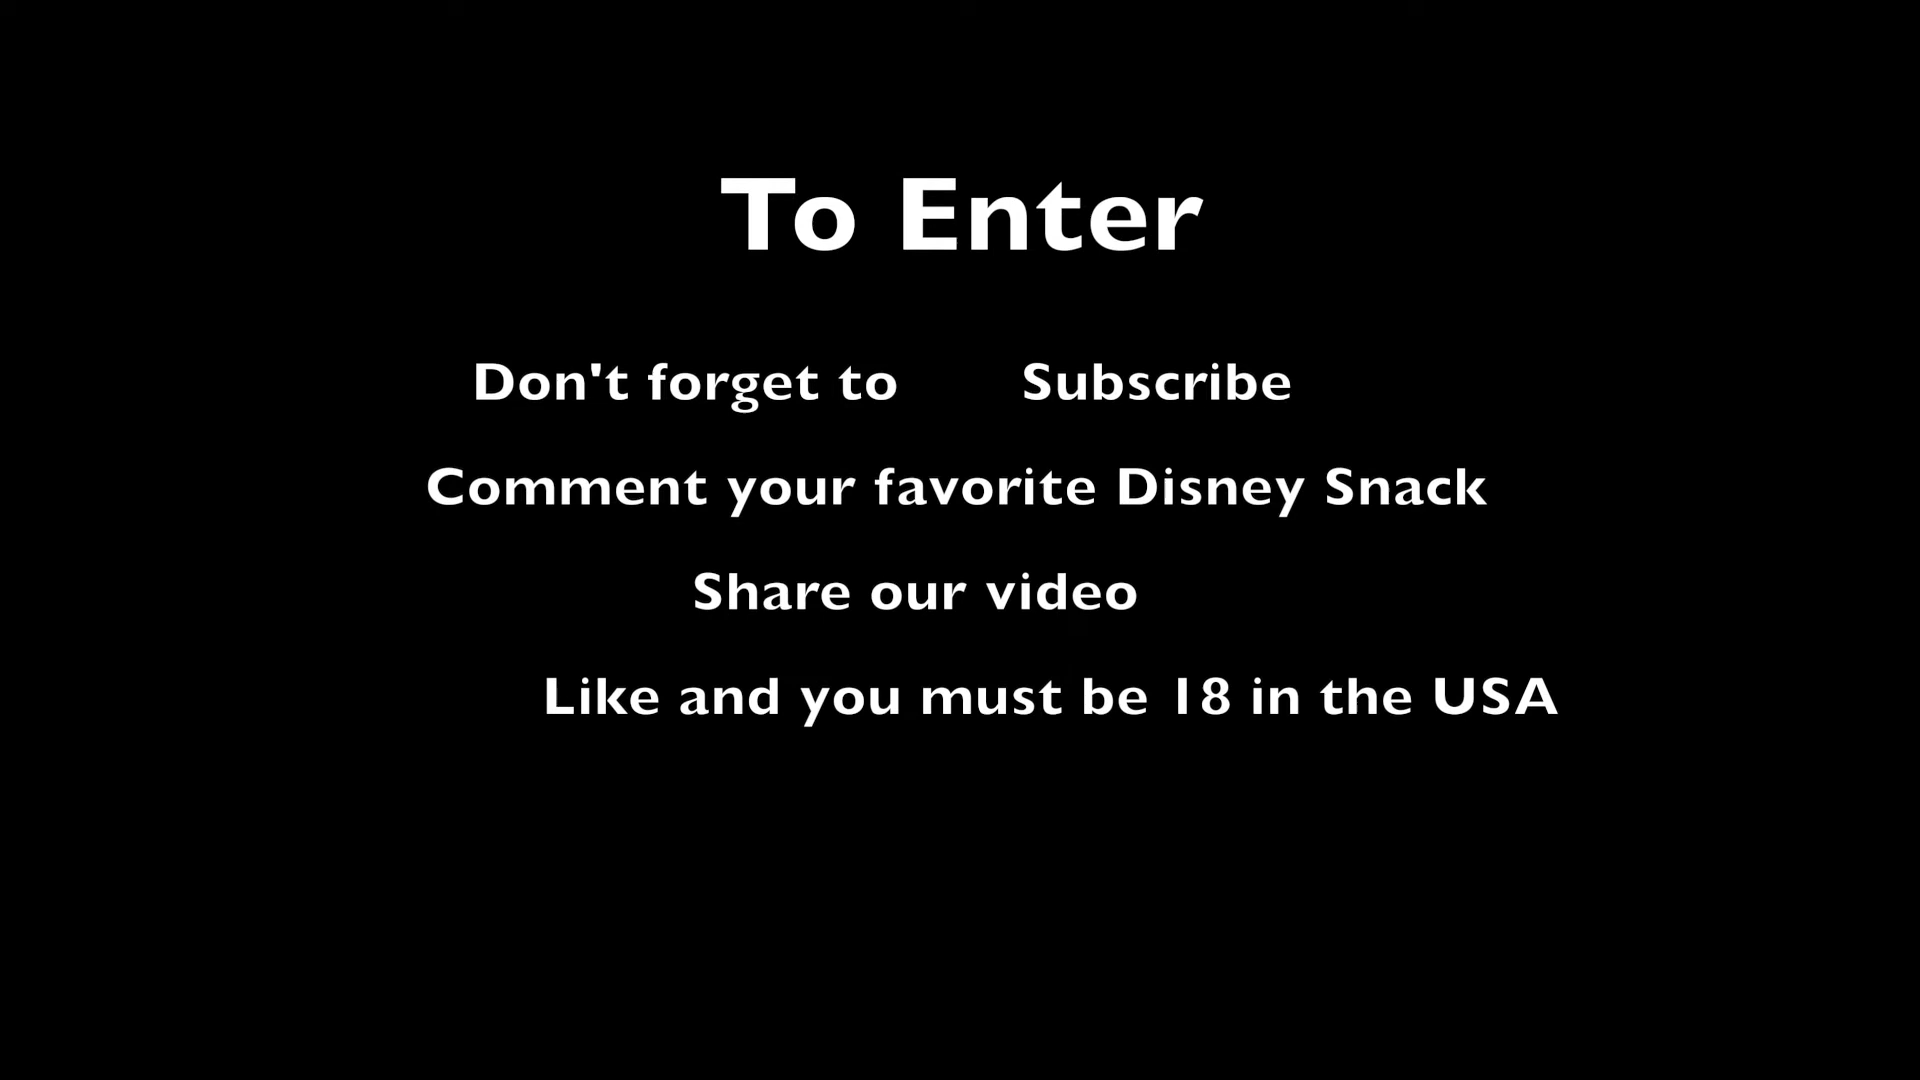 To Enter
Don't forget to Subscribe
Comment your favorite Disney Snack
Share our video
Like and you must be 18 in the USA